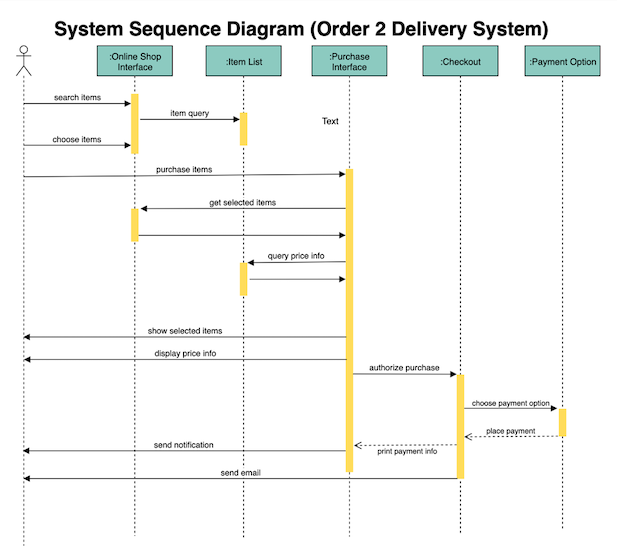 System Sequence Diagram (Order 2 Delivery System)
:Online Shop
Interface
:Item List
:Purchase
Interface
:Checkout
:Payment Option
search items
item query
Text
choose items
purchase items
get selected items
query price info
show selected items
display price info
authorize purchase
choose payment option
place payment
send notification
print payment info
send email